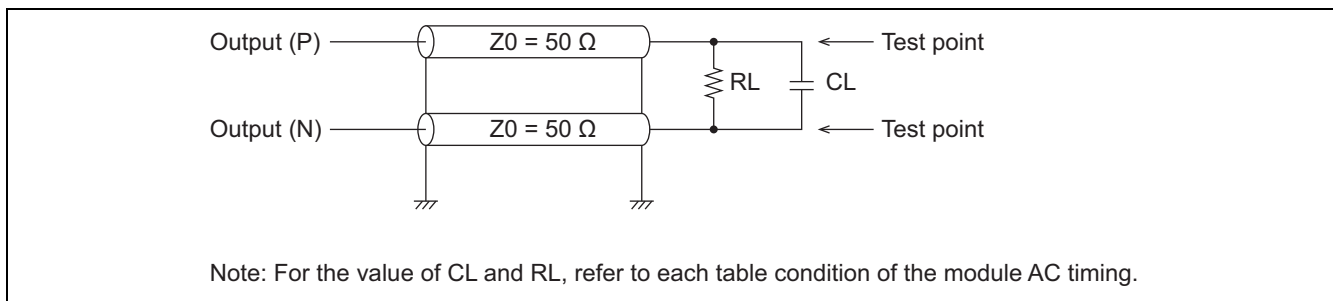 Output (P) Z0 = 50 Ω Test point
RL CL
Output (N) Z0 = 50 Ω Test point
Note: For the value of CL and RL, refer to each table condition of the module AC timing.